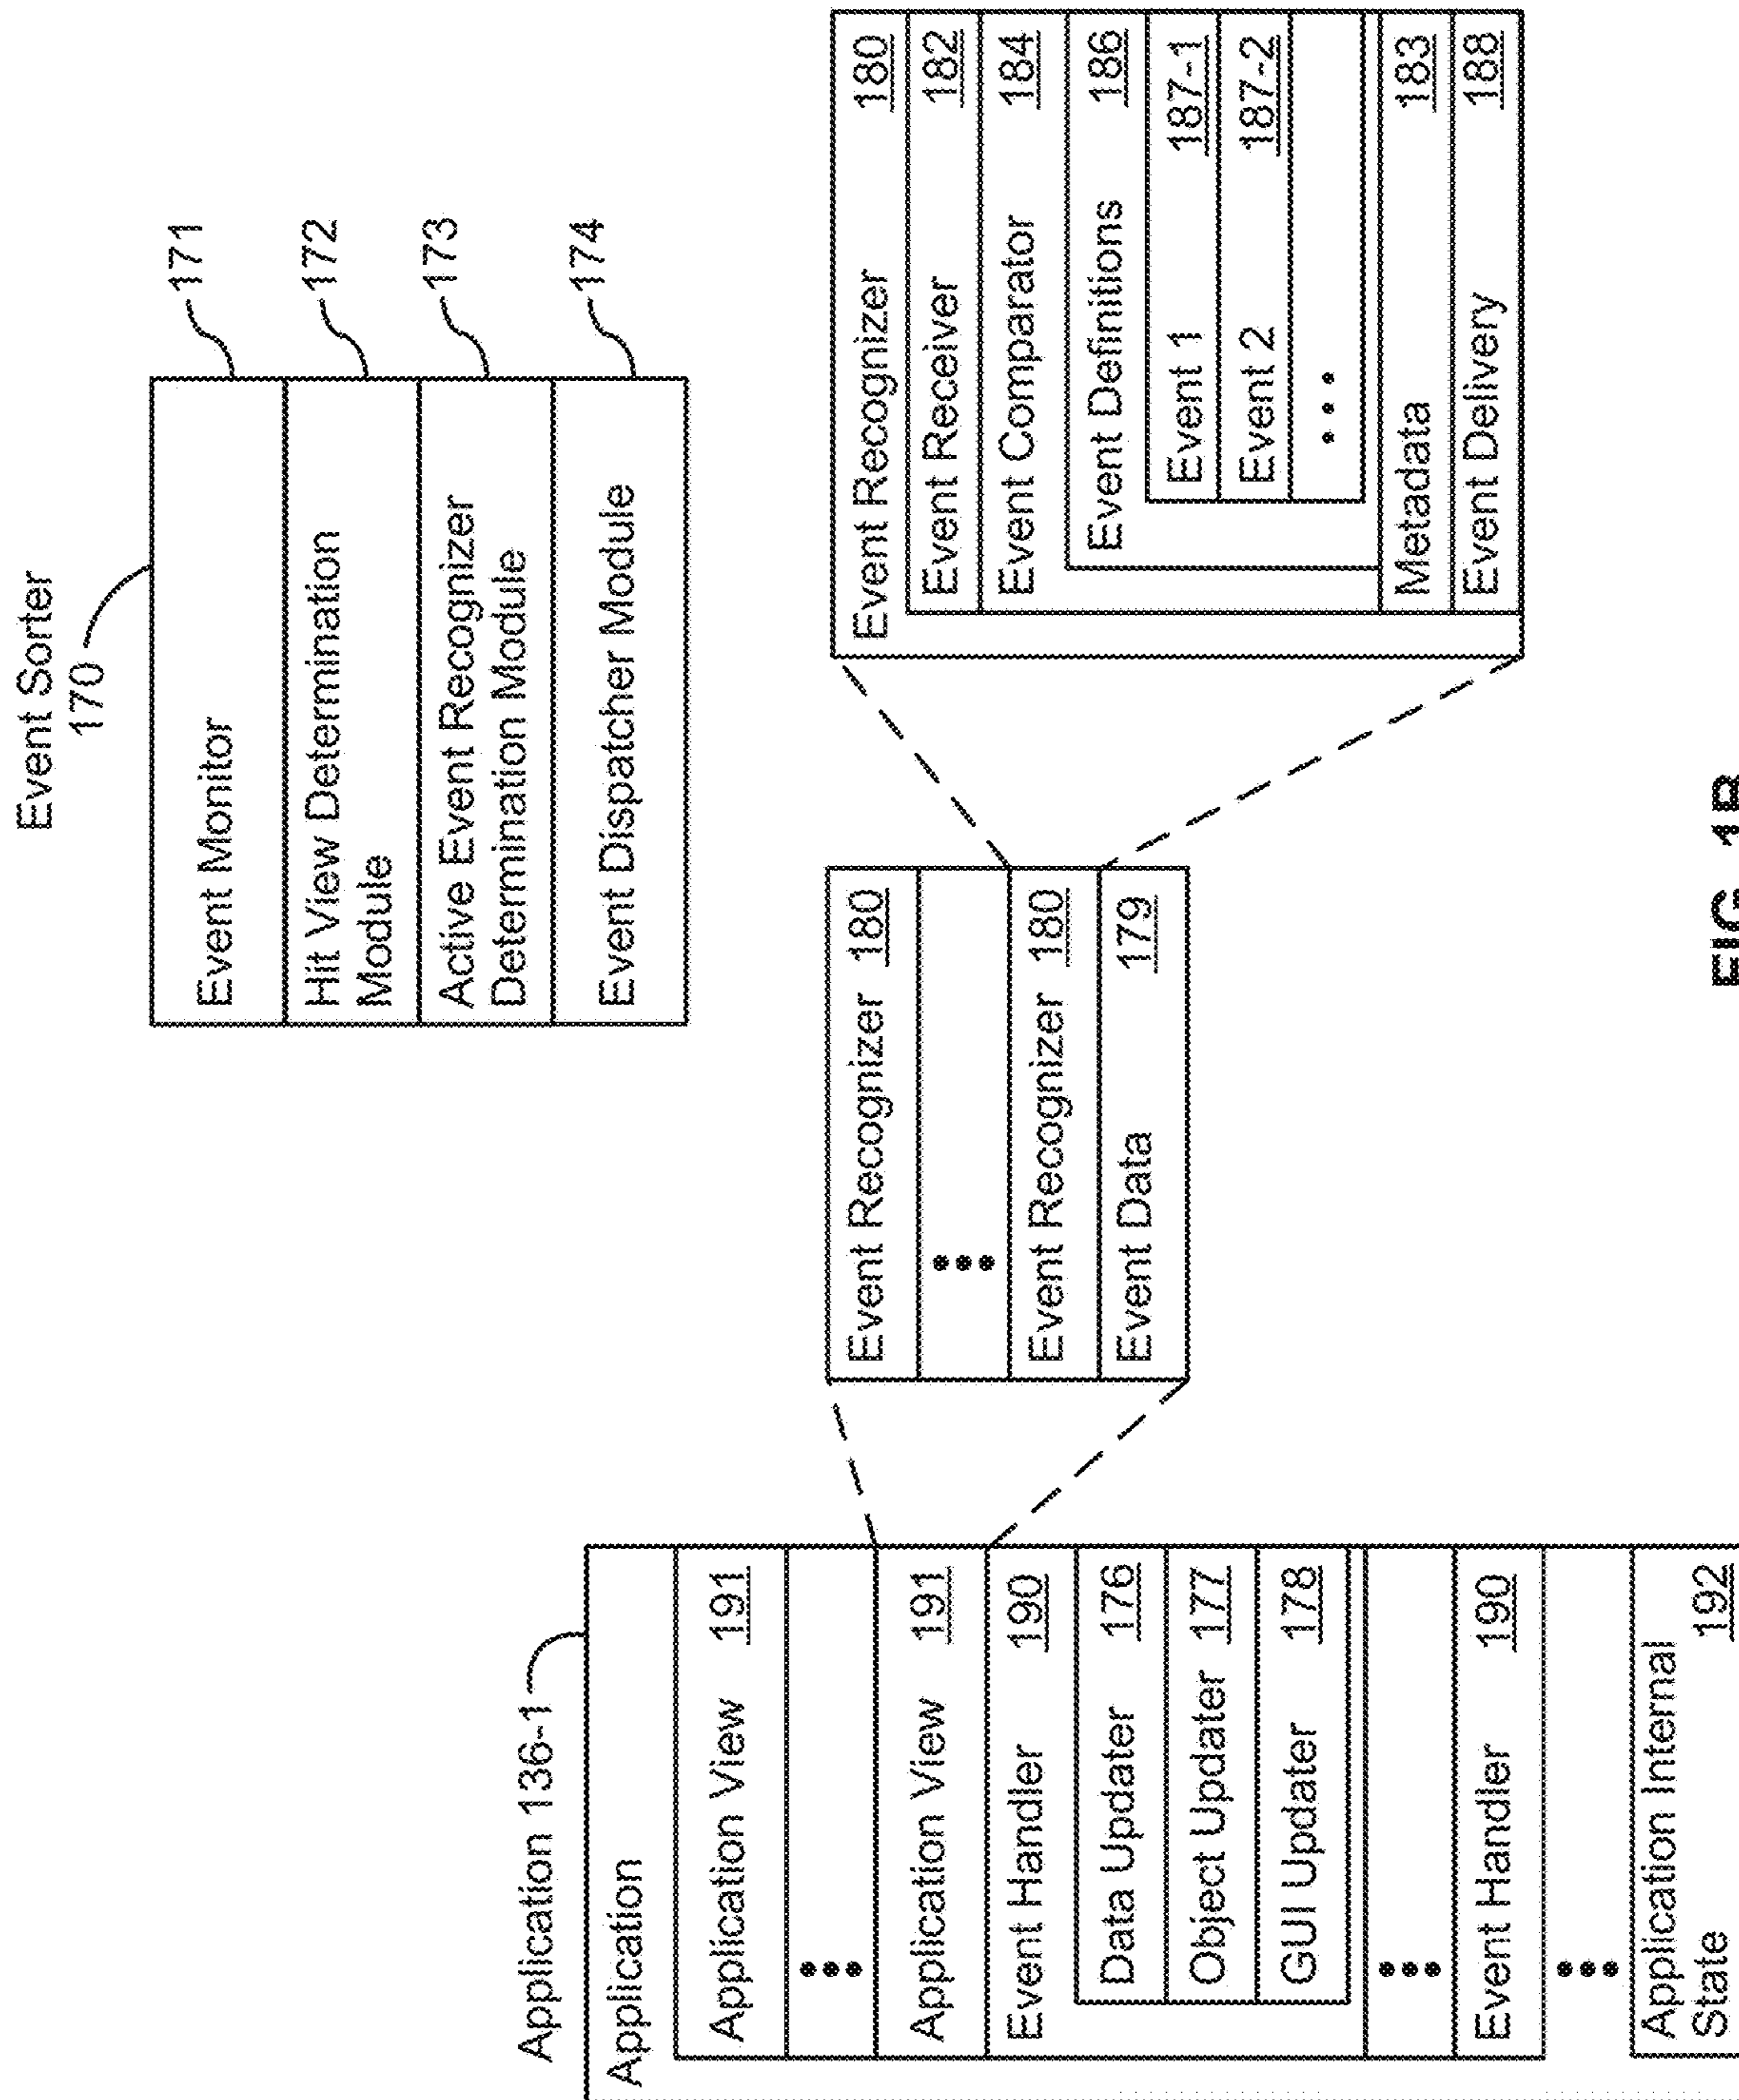 Event Sorter
170
Event Monitor 171
Hit View Determination 172
Module
Active Event Recognizer 173
Determination Module
Event Dispatcher Module 174
Application 136-1
Application
Application View 191
•••
Application View 191
Event Handler 190
Data Updater 176
Object Updater 177
GUI Updater 178
•••
Event Handler 190
•••
Application Internal
State 192
Event Recognizer 180
•••
Event Recognizer 180
Event Data 179
Event Recognizer 180
Event Receiver 182
Event Comparator 184
Event Definitions 186
Event 1 187-1
Event 2 187-2
•••
Metadata 183
Event Delivery 188
FIG. 1B